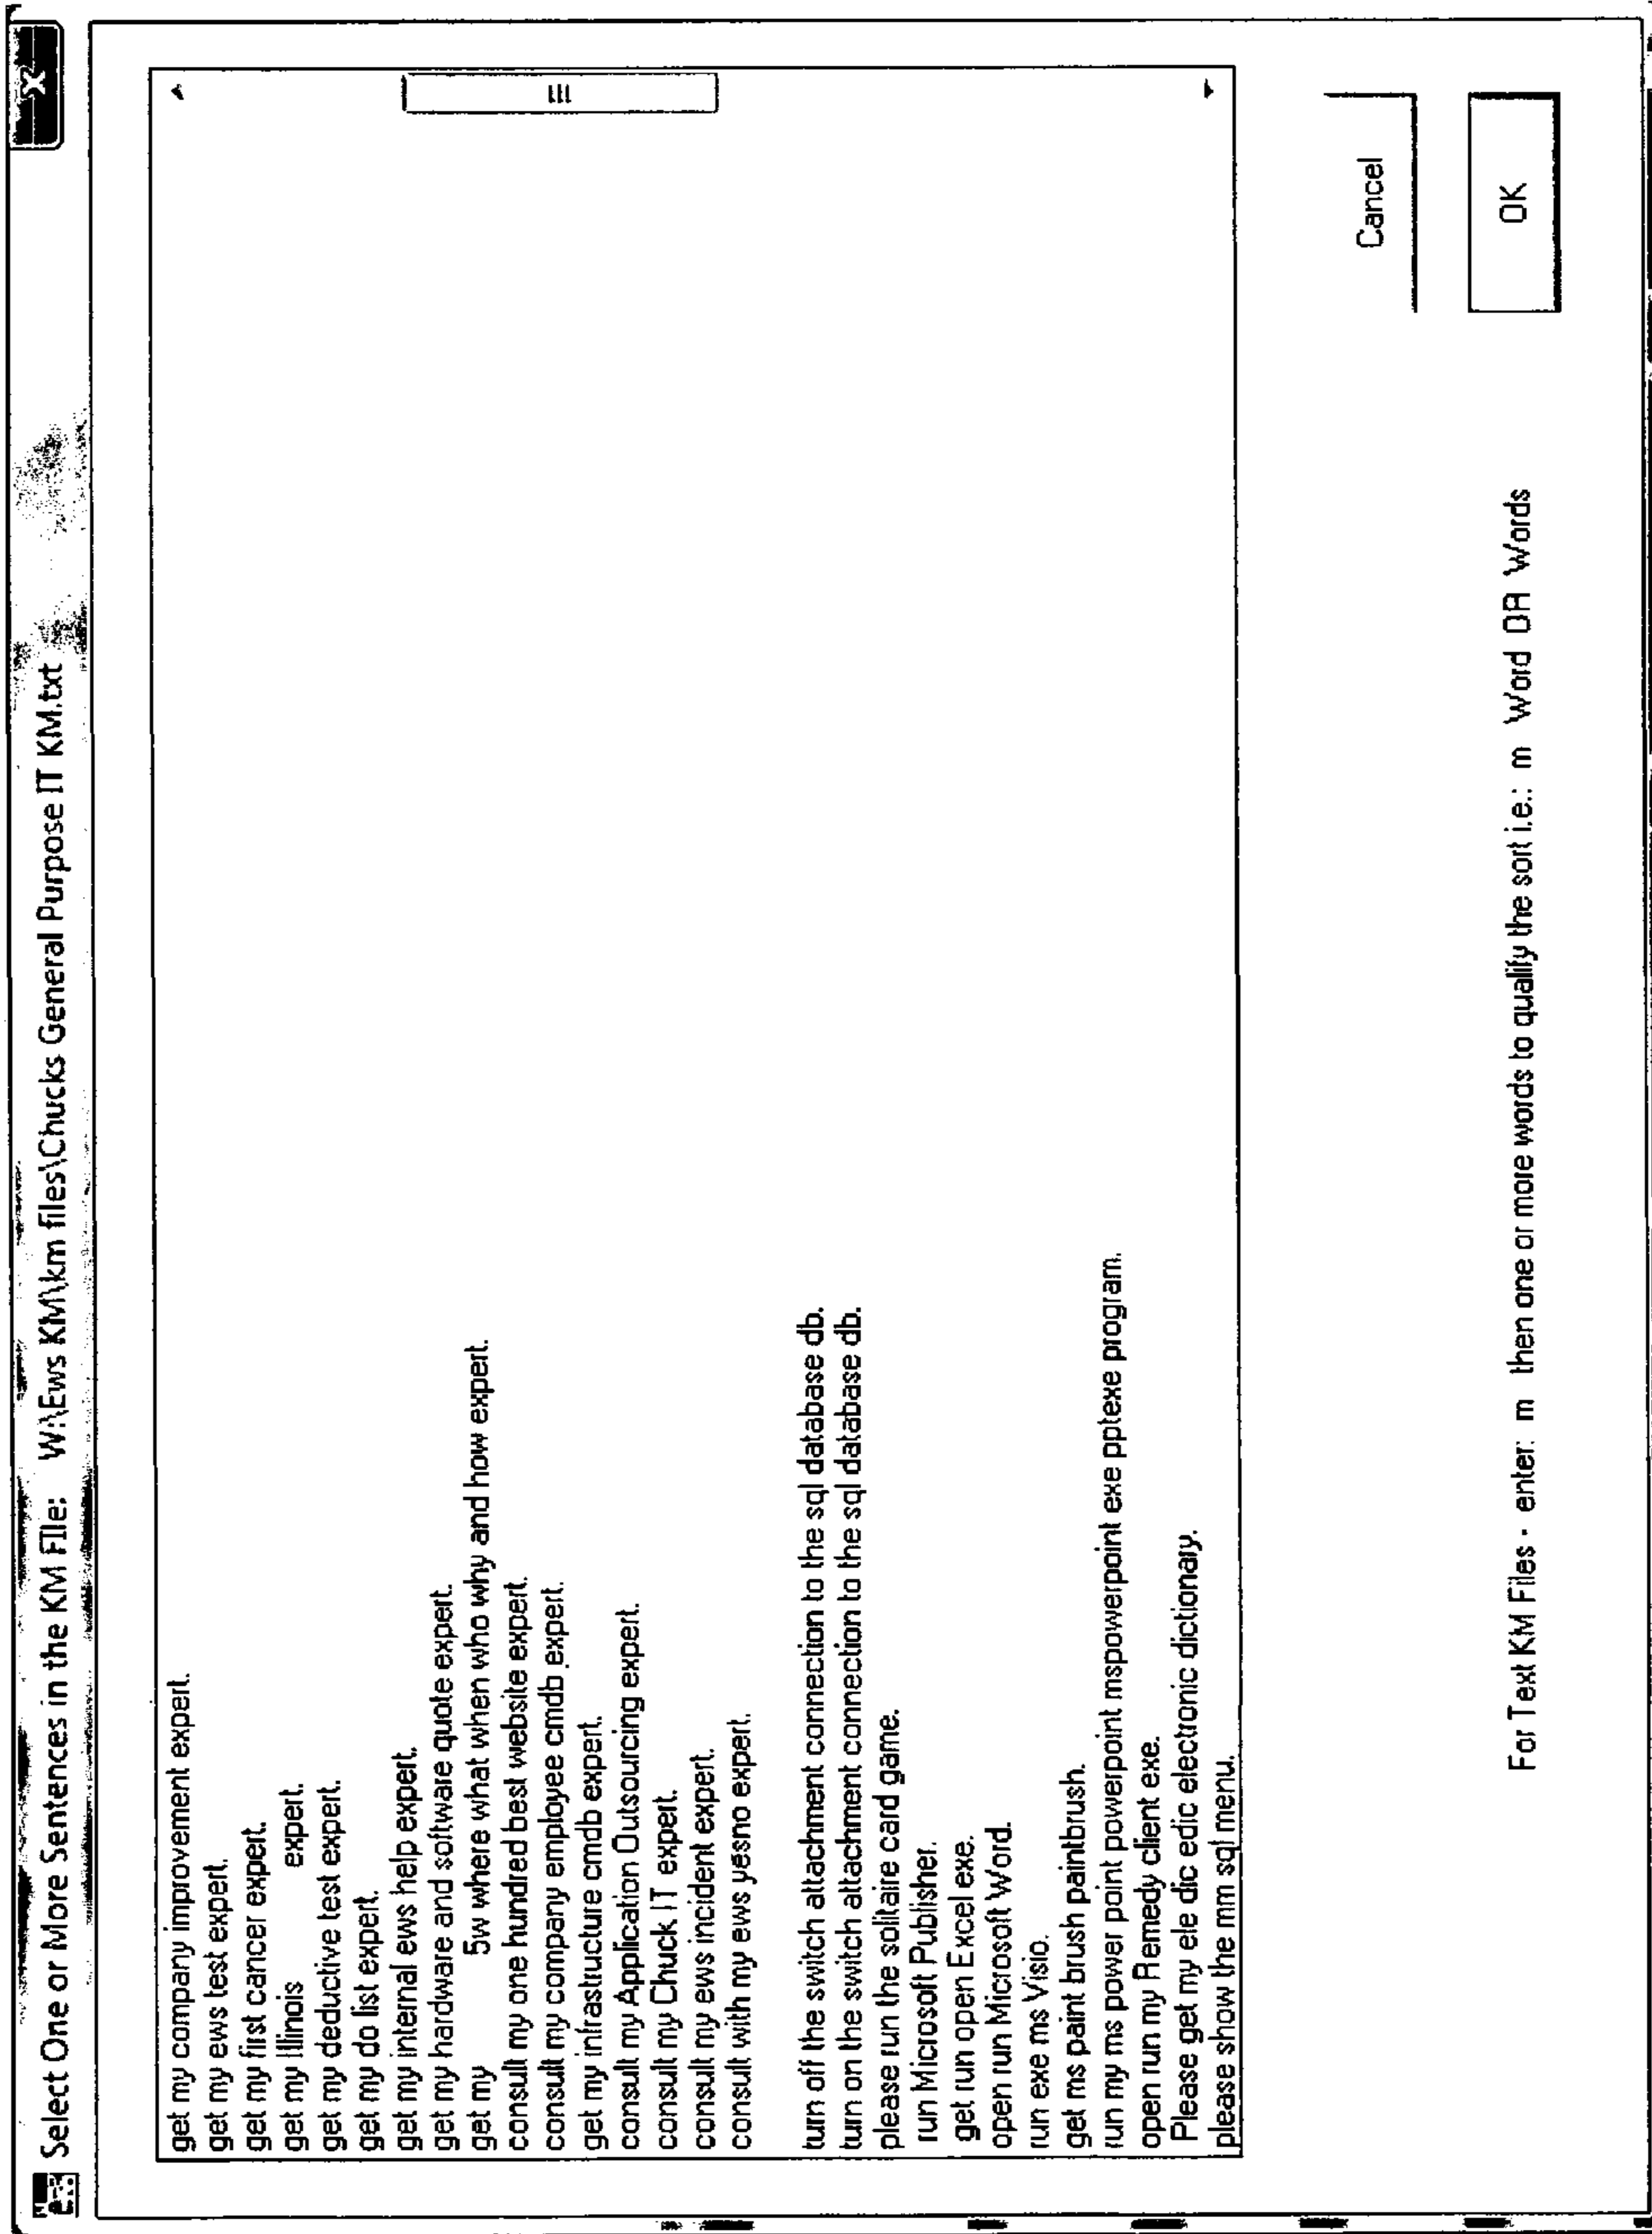 Select One or More Sentences in the KM File: W:\Ews KM\km files\Chucks General Purpose IT KM.txt
X
get my company improvement expert.
get my ews test expert.
get my first cancer expert.
get my Illinois expert.
get my deductive test expert.
get my do list expert.
get my internal ews help expert.
get my hardware and software quote expert.
get my 5w where what when who why and how expert.
consult my one hundred best website expert.
consult my company employee cmdb expert.
get my infrastructure cmdb expert.
consult my Application Outsourcing expert.
consult my Chuck IT expert.
consult my ews incident expert.
consult with my ews yesno expert.
turn off the switch attachment connection to the sql database db.
turn on the switch attachment connection to the sql database db.
please run the solitaire card game.
run Microsoft Publisher.
get run open Excel exe.
open run Microsoft Word.
run exe ms Visio.
get ms paint brush paintbrush.
run my ms power point powerpoint mspowerpoint exe pptexe program.
open run my Remedy client exe.
Please get my ele dic edic electronic dictionary.
please show the mm sql menu.
Cancel
For Text KM Files - enter: m then one or more words to qualify the sort i.e.: m Word OR Words
OK